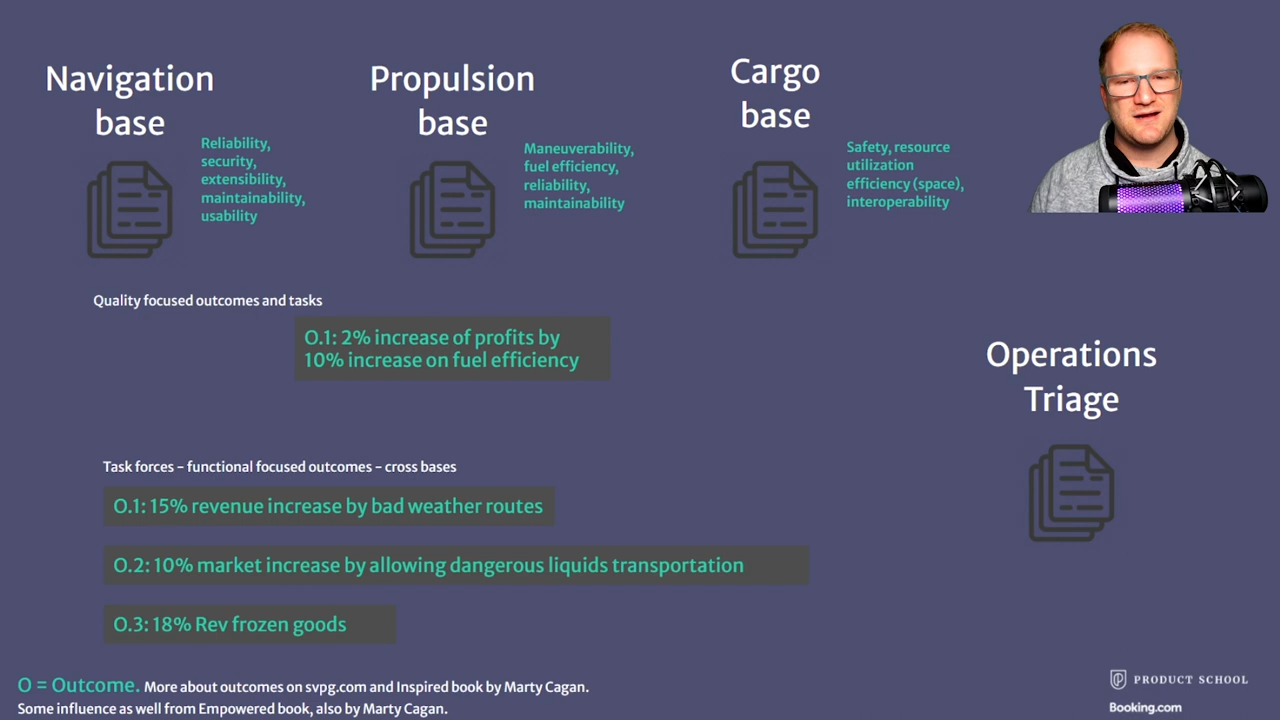 Navigation
base
Reliability,
security,
extensibility,
maintainability,
usability
Propulsion
base
Maneuverability,
fuel efficiency,
reliability,
maintainability
Cargo
base
Safety, resource
utilization
efficiency (space),
interoperability
Quality focused outcomes and tasks
O.1: 2% increase of profits by
10% increase on fuel efficiency
Operations
Triage
Task forces - functional focused outcomes - cross bases
O.1: 15% revenue increase by bad weather routes
O.2: 10% market increase by allowing dangerous liquids transportation
O.3: 18% Rev frozen goods
O = Outcome. More about outcomes on svpg.com and Inspired book by Marty Cagan.
Some influence as well from Empowered book, also by Marty Cagan.
PRODUCT SCHOOL
Booking.com